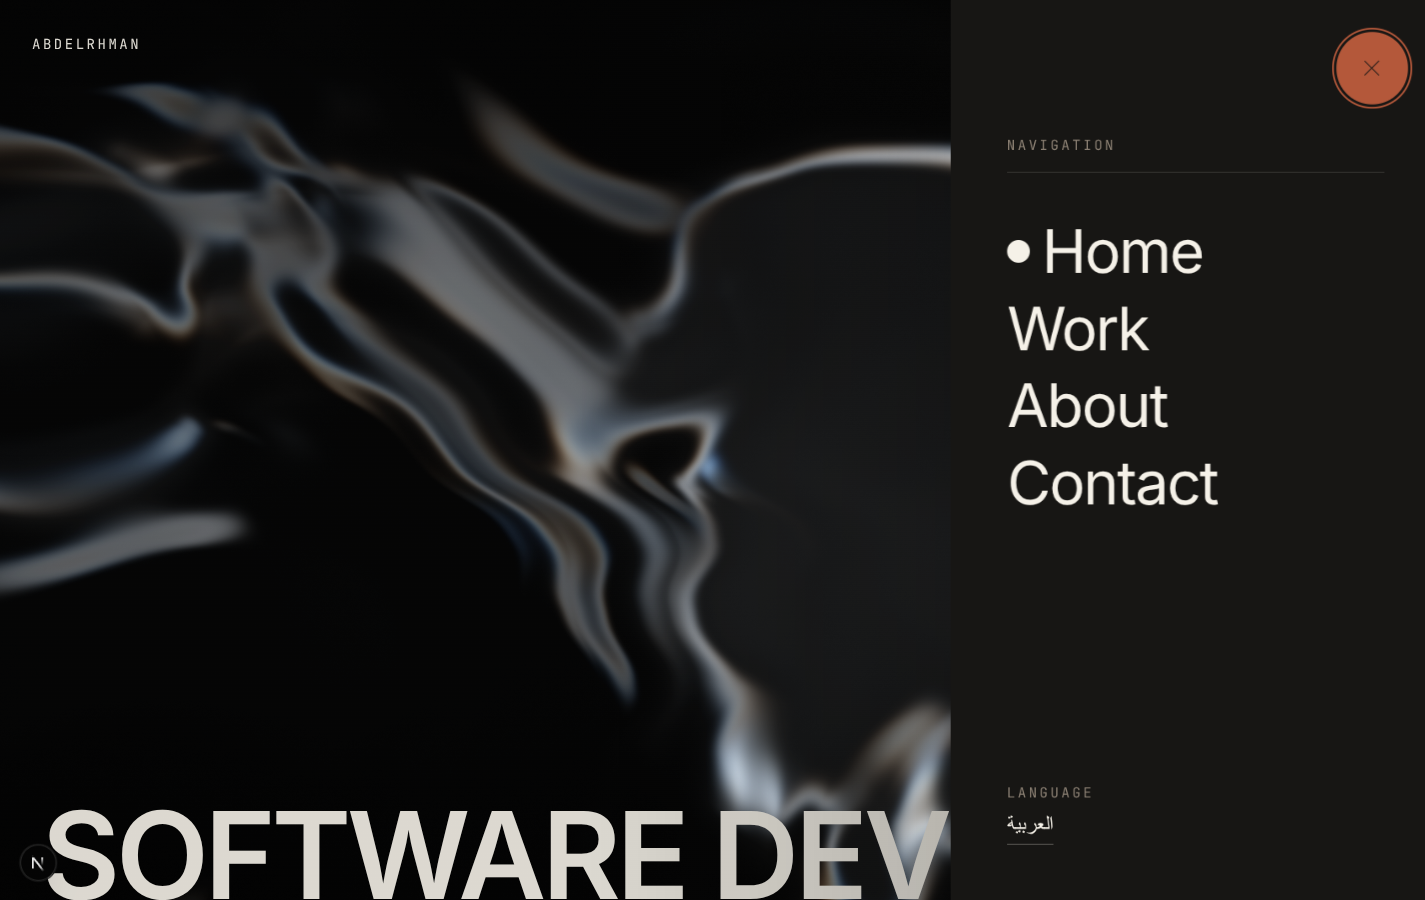 ABDELRHMAN
NAVIGATION
Home
Work
About
Contact
LANGUAGE
العربية
SOFTWARE DEV
N